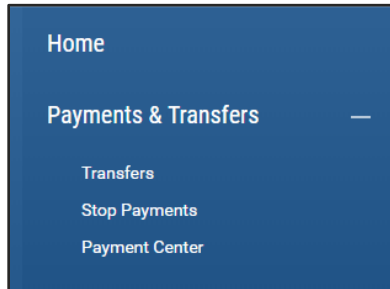 Home
Payments & Transfers
Transfers
Stop Payments
Payment Center